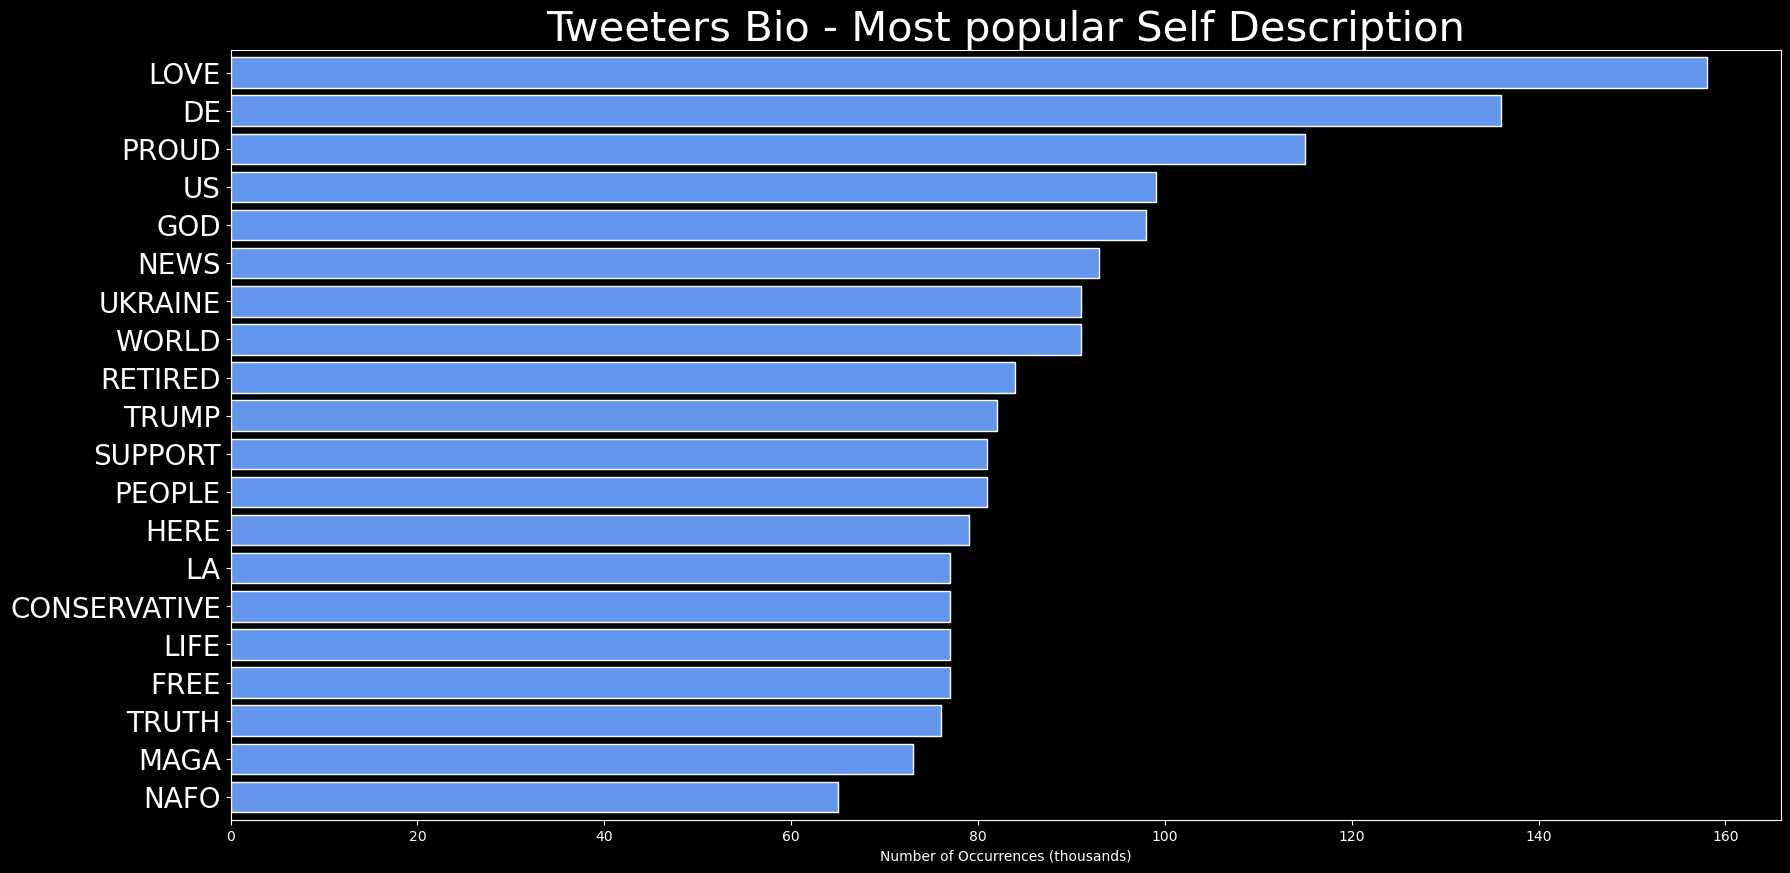 Tweeters Bio - Most popular Self Description
LOVE
DE
PROUD
US
GOD
NEWS
UKRAINE
WORLD
RETIRED
TRUMP
SUPPORT
PEOPLE
HERE
LA
CONSERVATIVE
LIFE
FREE
TRUTH
MAGA
NAFO
0 20 40 60 80 100 120 140 160
Number of Occurrences (thousands)